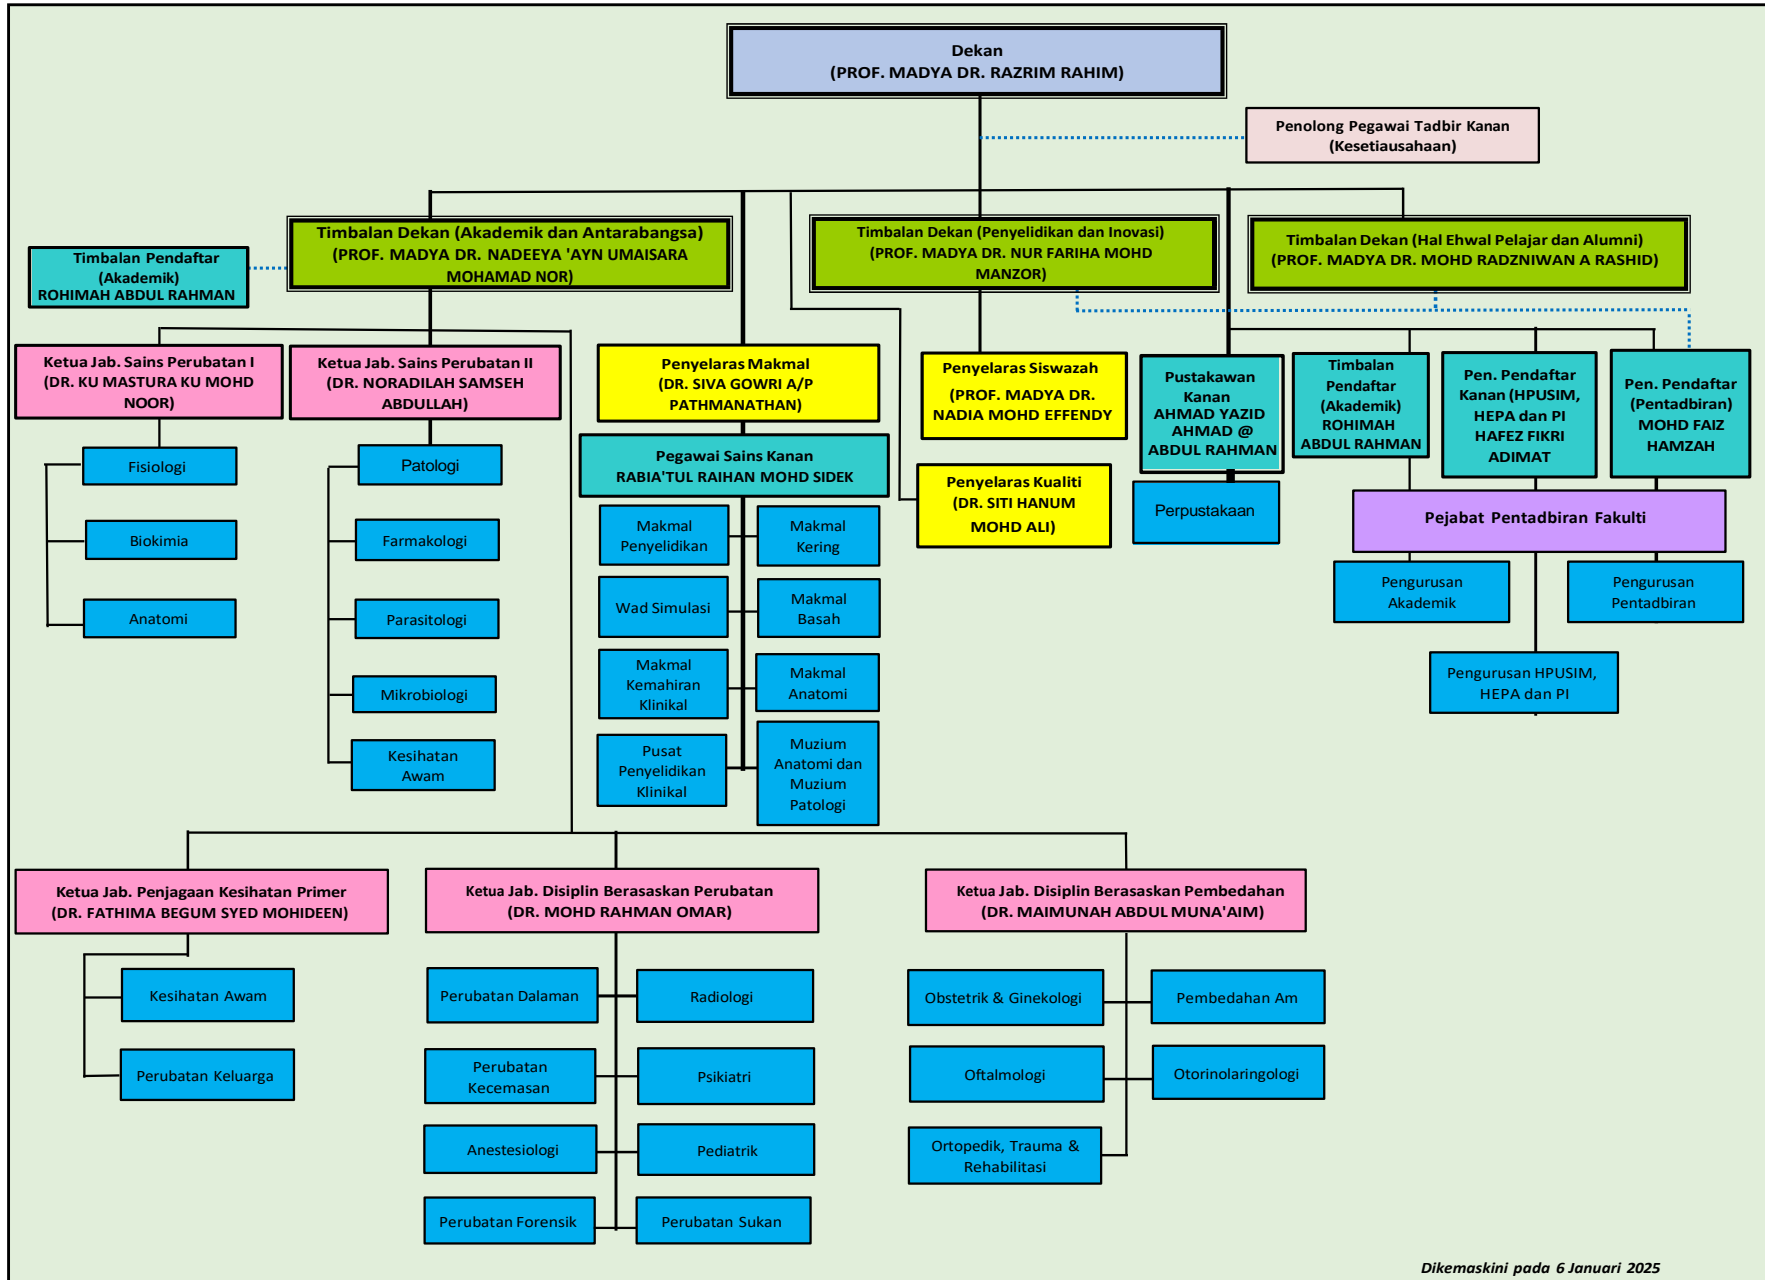 Dekan
(PROF. MADYA DR. RAZRIM RAHIM)
Penolong Pegawai Tadbir Kanan
(Kesetiausahaan)
Timbalan Pendaftar
(Akademik)
ROHIMAH ABDUL RAHMAN
Timbalan Dekan (Akademik dan Antarabangsa)
(PROF. MADYA DR. NADEEYA 'AYN UMAISARA
MOHAMAD NOR)
Timbalan Dekan (Penyelidikan dan Inovasi)
(PROF. MADYA DR. NUR FARIHA MOHD
MANZOR)
Timbalan Dekan (Hal Ehwal Pelajar dan Alumni)
(PROF. MADYA DR. MOHD RADZNIWAN A RASHID)
Ketua Jab. Sains Perubatan I
(DR. KU MASTURA KU MOHD
NOOR)
Ketua Jab. Sains Perubatan II
(DR. NORADILAH SAMSEH
ABDULLAH)
Penyelaras Makmal
(DR. SIVA GOWRI A/P
PATHMANATHAN)
Penyelaras Siswazah
(PROF. MADYA DR.
NADIA MOHD EFFENDY
Pustakawan
Kanan
AHMAD YAZID
AHMAD @
ABDUL RAHMAN
Timbalan
Pendaftar
(Akademik)
ROHIMAH
ABDUL RAHMAN
Pen. Pendaftar
Kanan (HPUSIM,
HEPA dan PI
HAFEZ FIKRI
ADIMAT
Pen. Pendaftar
(Pentadbiran)
MOHD FAIZ
HAMZAH
Pegawai Sains Kanan
RABIA'TUL RAIHAN MOHD SIDEK
Penyelaras Kualiti
(DR. SITI HANUM
MOHD ALI)
Perpustakaan
Pejabat Pentadbiran Fakulti
Pengurusan
Akademik
Pengurusan
Pentadbiran
Pengurusan HPUSIM,
HEPA dan PI
Fisiologi
Biokimia
Anatomi
Patologi
Farmakologi
Parasitologi
Mikrobiologi
Kesihatan
Awam
Makmal
Penyelidikan
Makmal
Kering
Wad Simulasi
Makmal
Basah
Makmal
Kemahiran
Klinikal
Makmal
Anatomi
Pusat
Penyelidikan
Klinikal
Muzium
Anatomi dan
Muzium
Patologi
Ketua Jab. Penjagaan Kesihatan Primer
(DR. FATHIMA BEGUM SYED MOHIDEEN)
Ketua Jab. Disiplin Berasaskan Perubatan
(DR. MOHD RAHMAN OMAR)
Ketua Jab. Disiplin Berasaskan Pembedahan
(DR. MAIMUNAH ABDUL MUNA'AIM)
Kesihatan Awam
Perubatan Keluarga
Perubatan Dalaman
Radiologi
Perubatan
Kecemasan
Psikiatri
Anestesiologi
Pediatrik
Perubatan Forensik
Perubatan Sukan
Obstetrik & Ginekologi
Pembedahan Am
Oftalmologi
Otorinolaringologi
Ortopedik, Trauma &
Rehabilitasi
Dikemaskini pada 6 Januari 2025